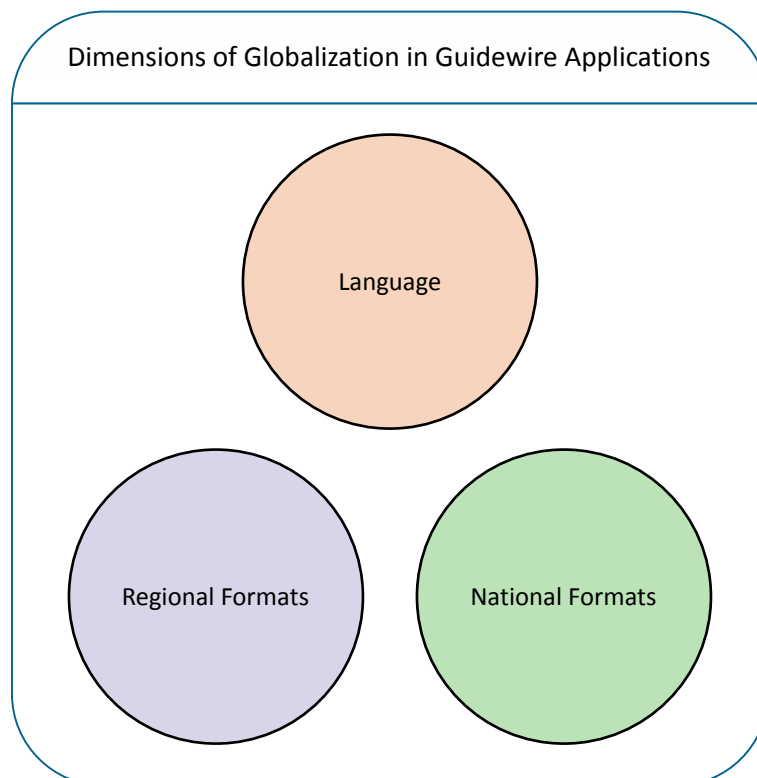 Dimensions of Globalization in Guidewire Applications
Language
Regional Formats
National Formats